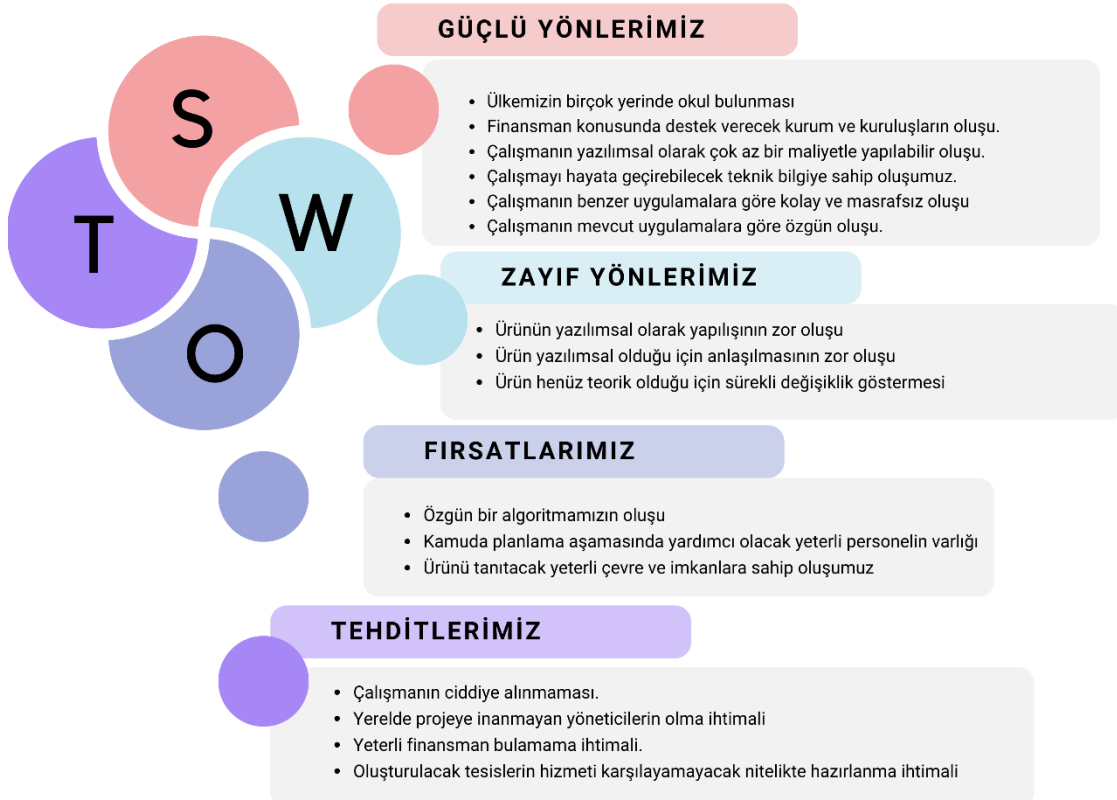 S
W
T
O
GÜÇLÜ YÖNLERİMİZ
• Ülkemizin birçok yerinde okul bulunması
• Finansman konusunda destek verecek kurum ve kuruluşların oluşu.
• Çalışmanın yazılımsal olarak çok az bir maliyetle yapılabilir oluşu.
• Çalışmayı hayata geçirebilecek teknik bilgiye sahip oluşumuz.
• Çalışmanın benzer uygulamalara göre kolay ve masrafsız oluşu
• Çalışmanın mevcut uygulamalara göre özgün oluşu.
ZAYIF YÖNLERİMİZ
• Ürünün yazılımsal olarak yapılışının zor oluşu
• Ürün yazılımsal olduğu için anlaşılmasının zor oluşu
• Ürün henüz teorik olduğu için sürekli değişiklik göstermesi
FIRSATLARIMIZ
• Özgün bir algoritmamızın oluşu
• Kamuda planlama aşamasında yardımcı olacak yeterli personelin varlığı
• Ürünü tanıtacak yeterli çevre ve imkanlara sahip oluşumuz
TEHDİTLERİMİZ
• Çalışmanın ciddiye alınmaması.
• Yerelde projeye inanmayan yöneticilerin olma ihtimali
• Yeterli finansman bulamama ihtimali.
• Oluşturulacak tesislerin hizmeti karşılayamayacak nitelikte hazırlanma ihtimali